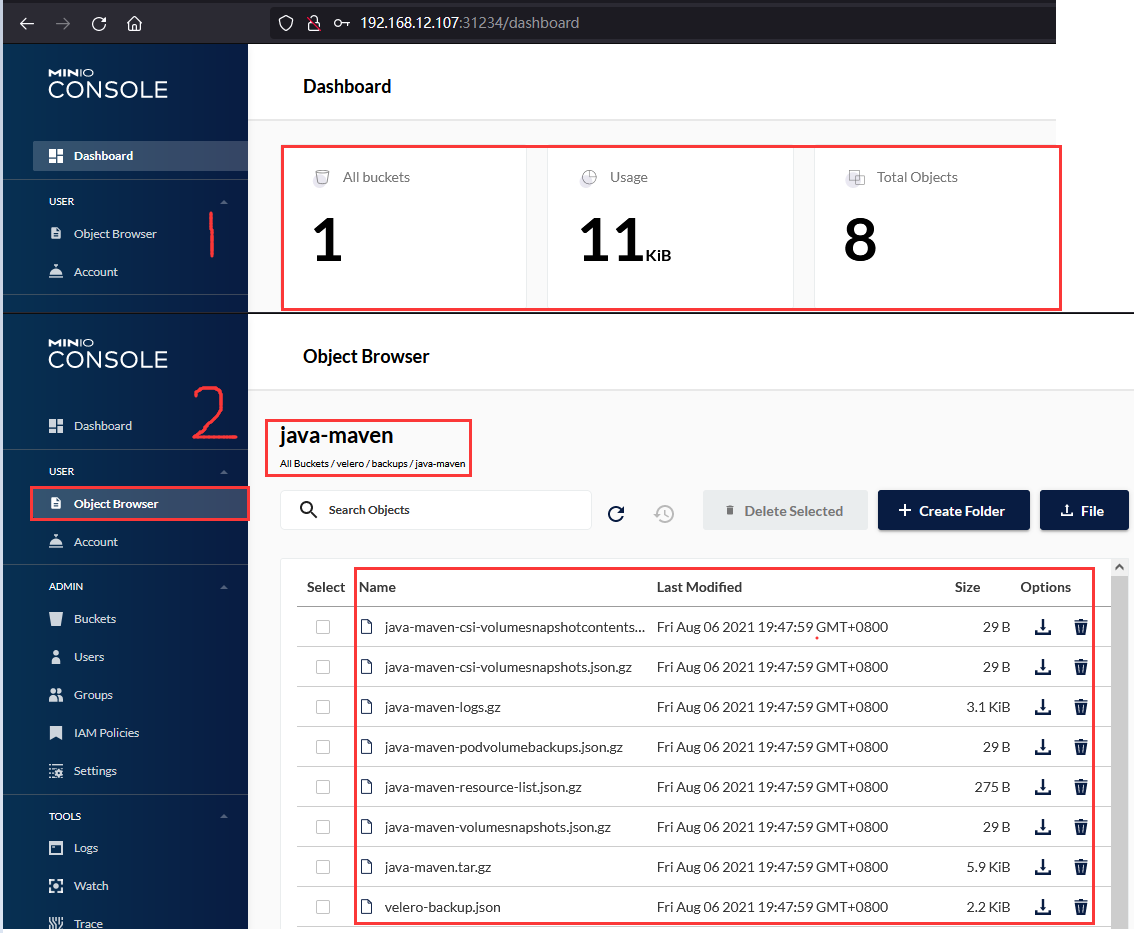 192.168.12.107:31234/dashboard
MINIO
CONSOLE
Dashboard
Dashboard
All buckets
Usage
Total Objects
USER
1
11KiB
8
Object Browser
1
Account
MINIO
CONSOLE
Object Browser
2
Dashboard
java-maven
All Buckets / velero / backups / java-maven
USER
Object Browser
Search Objects
Delete Selected
Create Folder
File
Account
ADMIN
Select Name Last Modified Size Options
Buckets
java-maven-csi-volumesnapshotcontents... Fri Aug 06 2021 19:47:59 GMT+0800 29 B
Users
java-maven-csi-volumesnapshots.json.gz Fri Aug 06 2021 19:47:59 GMT+0800 29 B
Groups
java-maven-logs.gz Fri Aug 06 2021 19:47:59 GMT+0800 3.1 KiB
IAM Policies
java-maven-podvolumebackups.json.gz Fri Aug 06 2021 19:47:59 GMT+0800 29 B
Settings
java-maven-resource-list.json.gz Fri Aug 06 2021 19:47:59 GMT+0800 275 B
TOOLS
java-maven-volumesnapshots.json.gz Fri Aug 06 2021 19:47:59 GMT+0800 29 B
Logs
java-maven.tar.gz Fri Aug 06 2021 19:47:59 GMT+0800 5.9 KiB
Watch
velero-backup.json Fri Aug 06 2021 19:47:59 GMT+0800 2.2 KiB
Trace